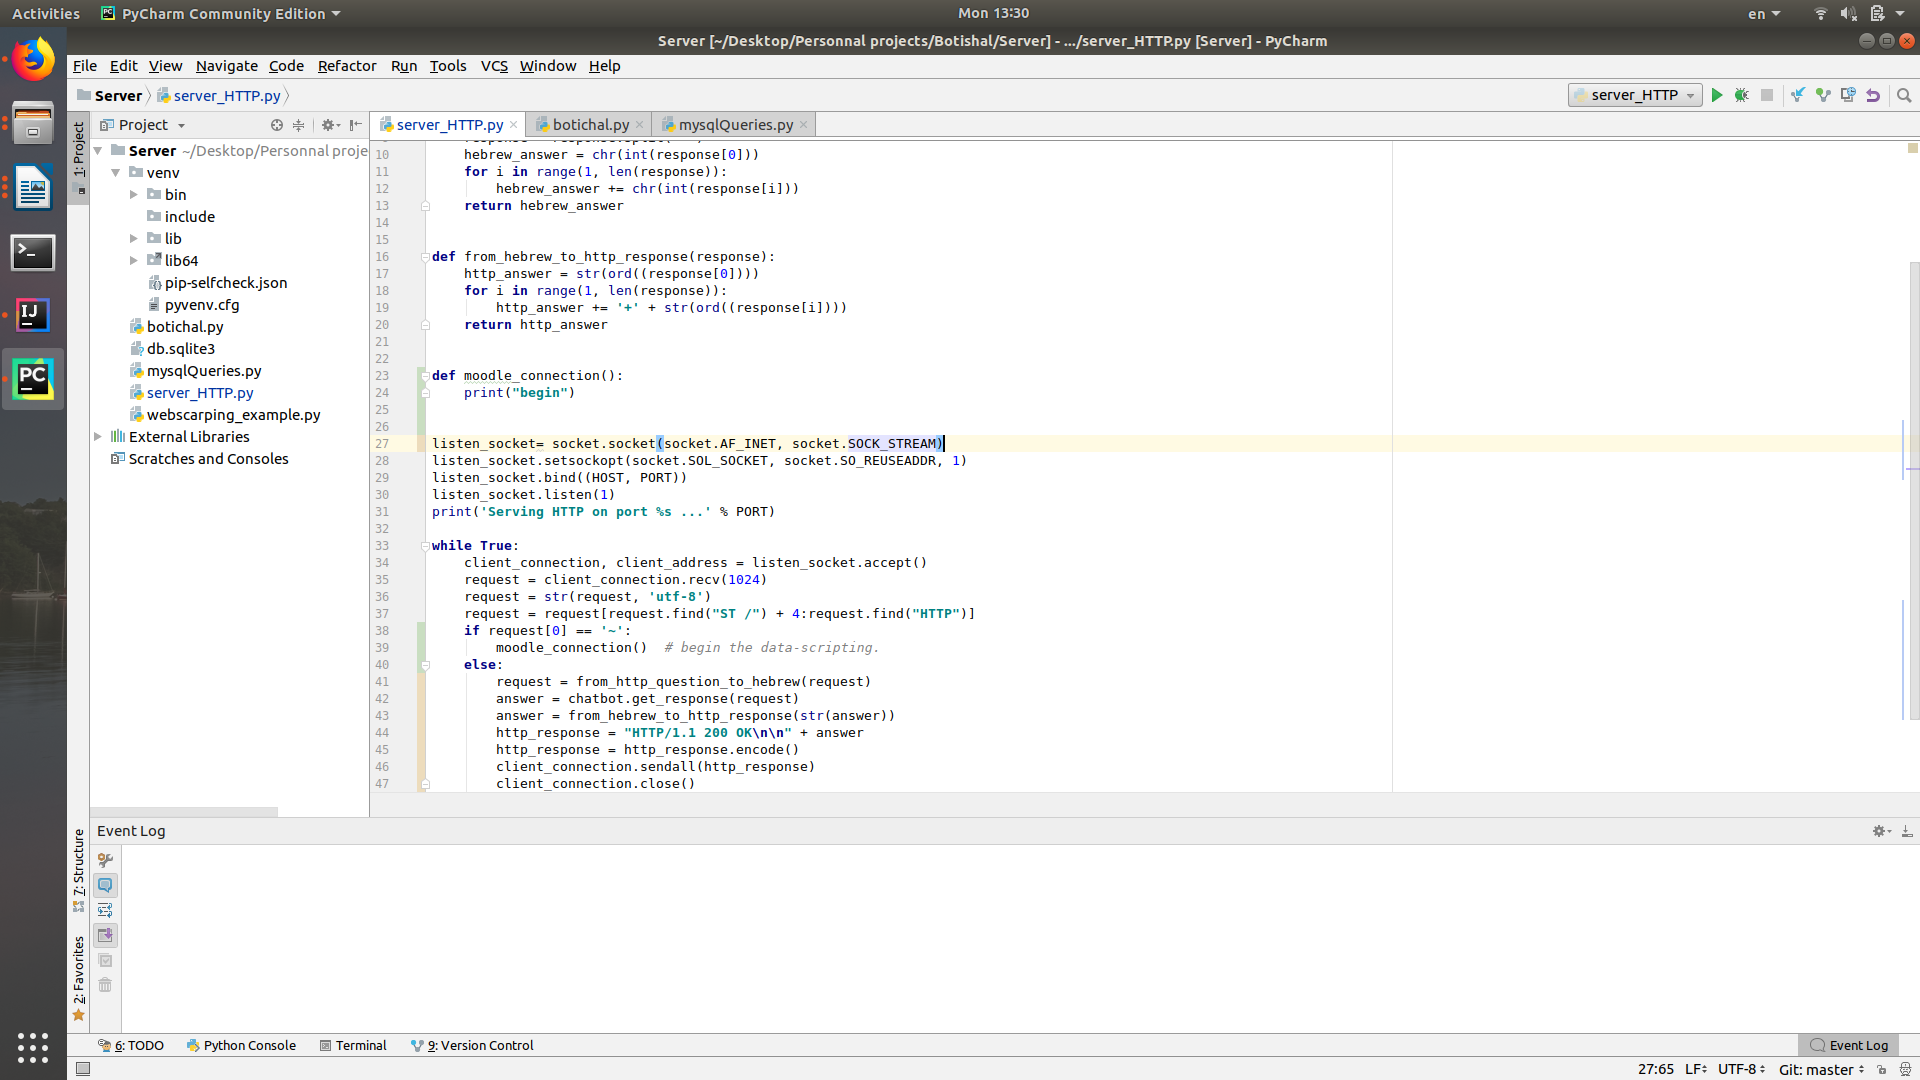 Activities PyCharm Community Edition Mon 13:30 en
Server [~/Desktop/Personnal projects/Botishal/Server] - .../server_HTTP.py [Server] - PyCharm
File Edit View Navigate Code Refactor Run Tools VCS Window Help
Server server_HTTP.py server_HTTP
1: Project
Project
server_HTTP.py botichal.py mysqlQueries.py
Server ~/Desktop/Personnal proje
venv
bin
include
lib
lib64
pip-selfcheck.json
pyvenv.cfg
botichal.py
db.sqlite3
mysqlQueries.py
server_HTTP.py
webscarping_example.py
External Libraries
Scratches and Consoles
10 hebrew_answer = chr(int(response[0]))
11 for i in range(1, len(response)):
12 hebrew_answer += chr(int(response[i]))
13 return hebrew_answer
14
15
16 def from_hebrew_to_http_response(response):
17 http_answer = str(ord((response[0])))
18 for i in range(1, len(response)):
19 http_answer += '+' + str(ord((response[i])))
20 return http_answer
21
22
23 def moodle_connection():
24 print("begin")
25
26
27 listen_socket= socket.socket(socket.AF_INET, socket.SOCK_STREAM)
28 listen_socket.setsockopt(socket.SOL_SOCKET, socket.SO_REUSEADDR, 1)
29 listen_socket.bind((HOST, PORT))
30 listen_socket.listen(1)
31 print('Serving HTTP on port %s ...' % PORT)
32
33 while True:
34 client_connection, client_address = listen_socket.accept()
35 request = client_connection.recv(1024)
36 request = str(request, 'utf-8')
37 request = request[request.find("ST /") + 4:request.find("HTTP")]
38 if request[0] == '~':
39 moodle_connection()  # begin the data-scripting.
40 else:
41 request = from_http_question_to_hebrew(request)
42 answer = chatbot.get_response(request)
43 answer = from_hebrew_to_http_response(str(answer))
44 http_response = "HTTP/1.1 200 OK\n\n" + answer
45 http_response = http_response.encode()
46 client_connection.sendall(http_response)
47 client_connection.close()
Event Log
7: Structure
2: Favorites
6: TODO Python Console Terminal 9: Version Control Event Log
27:65 LF UTF-8 Git: master